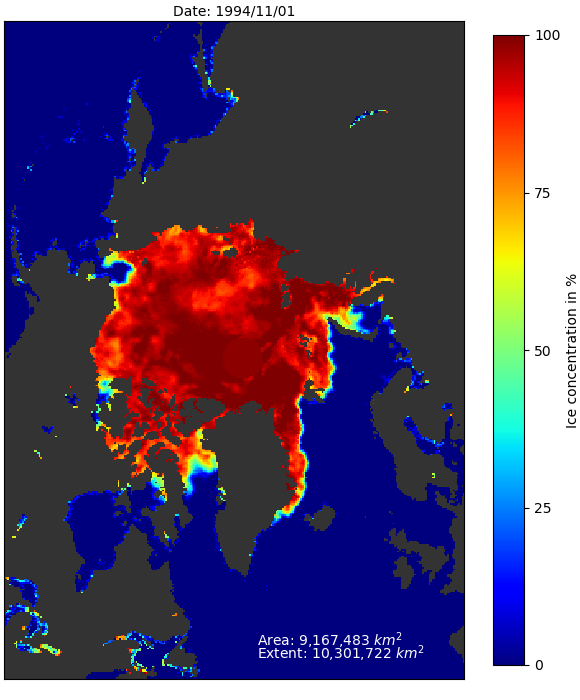 Date: 1994/11/01
100
75
50
25
0
Ice concentration in %
Area: 9,167,483 km²
Extent: 10,301,722 km²